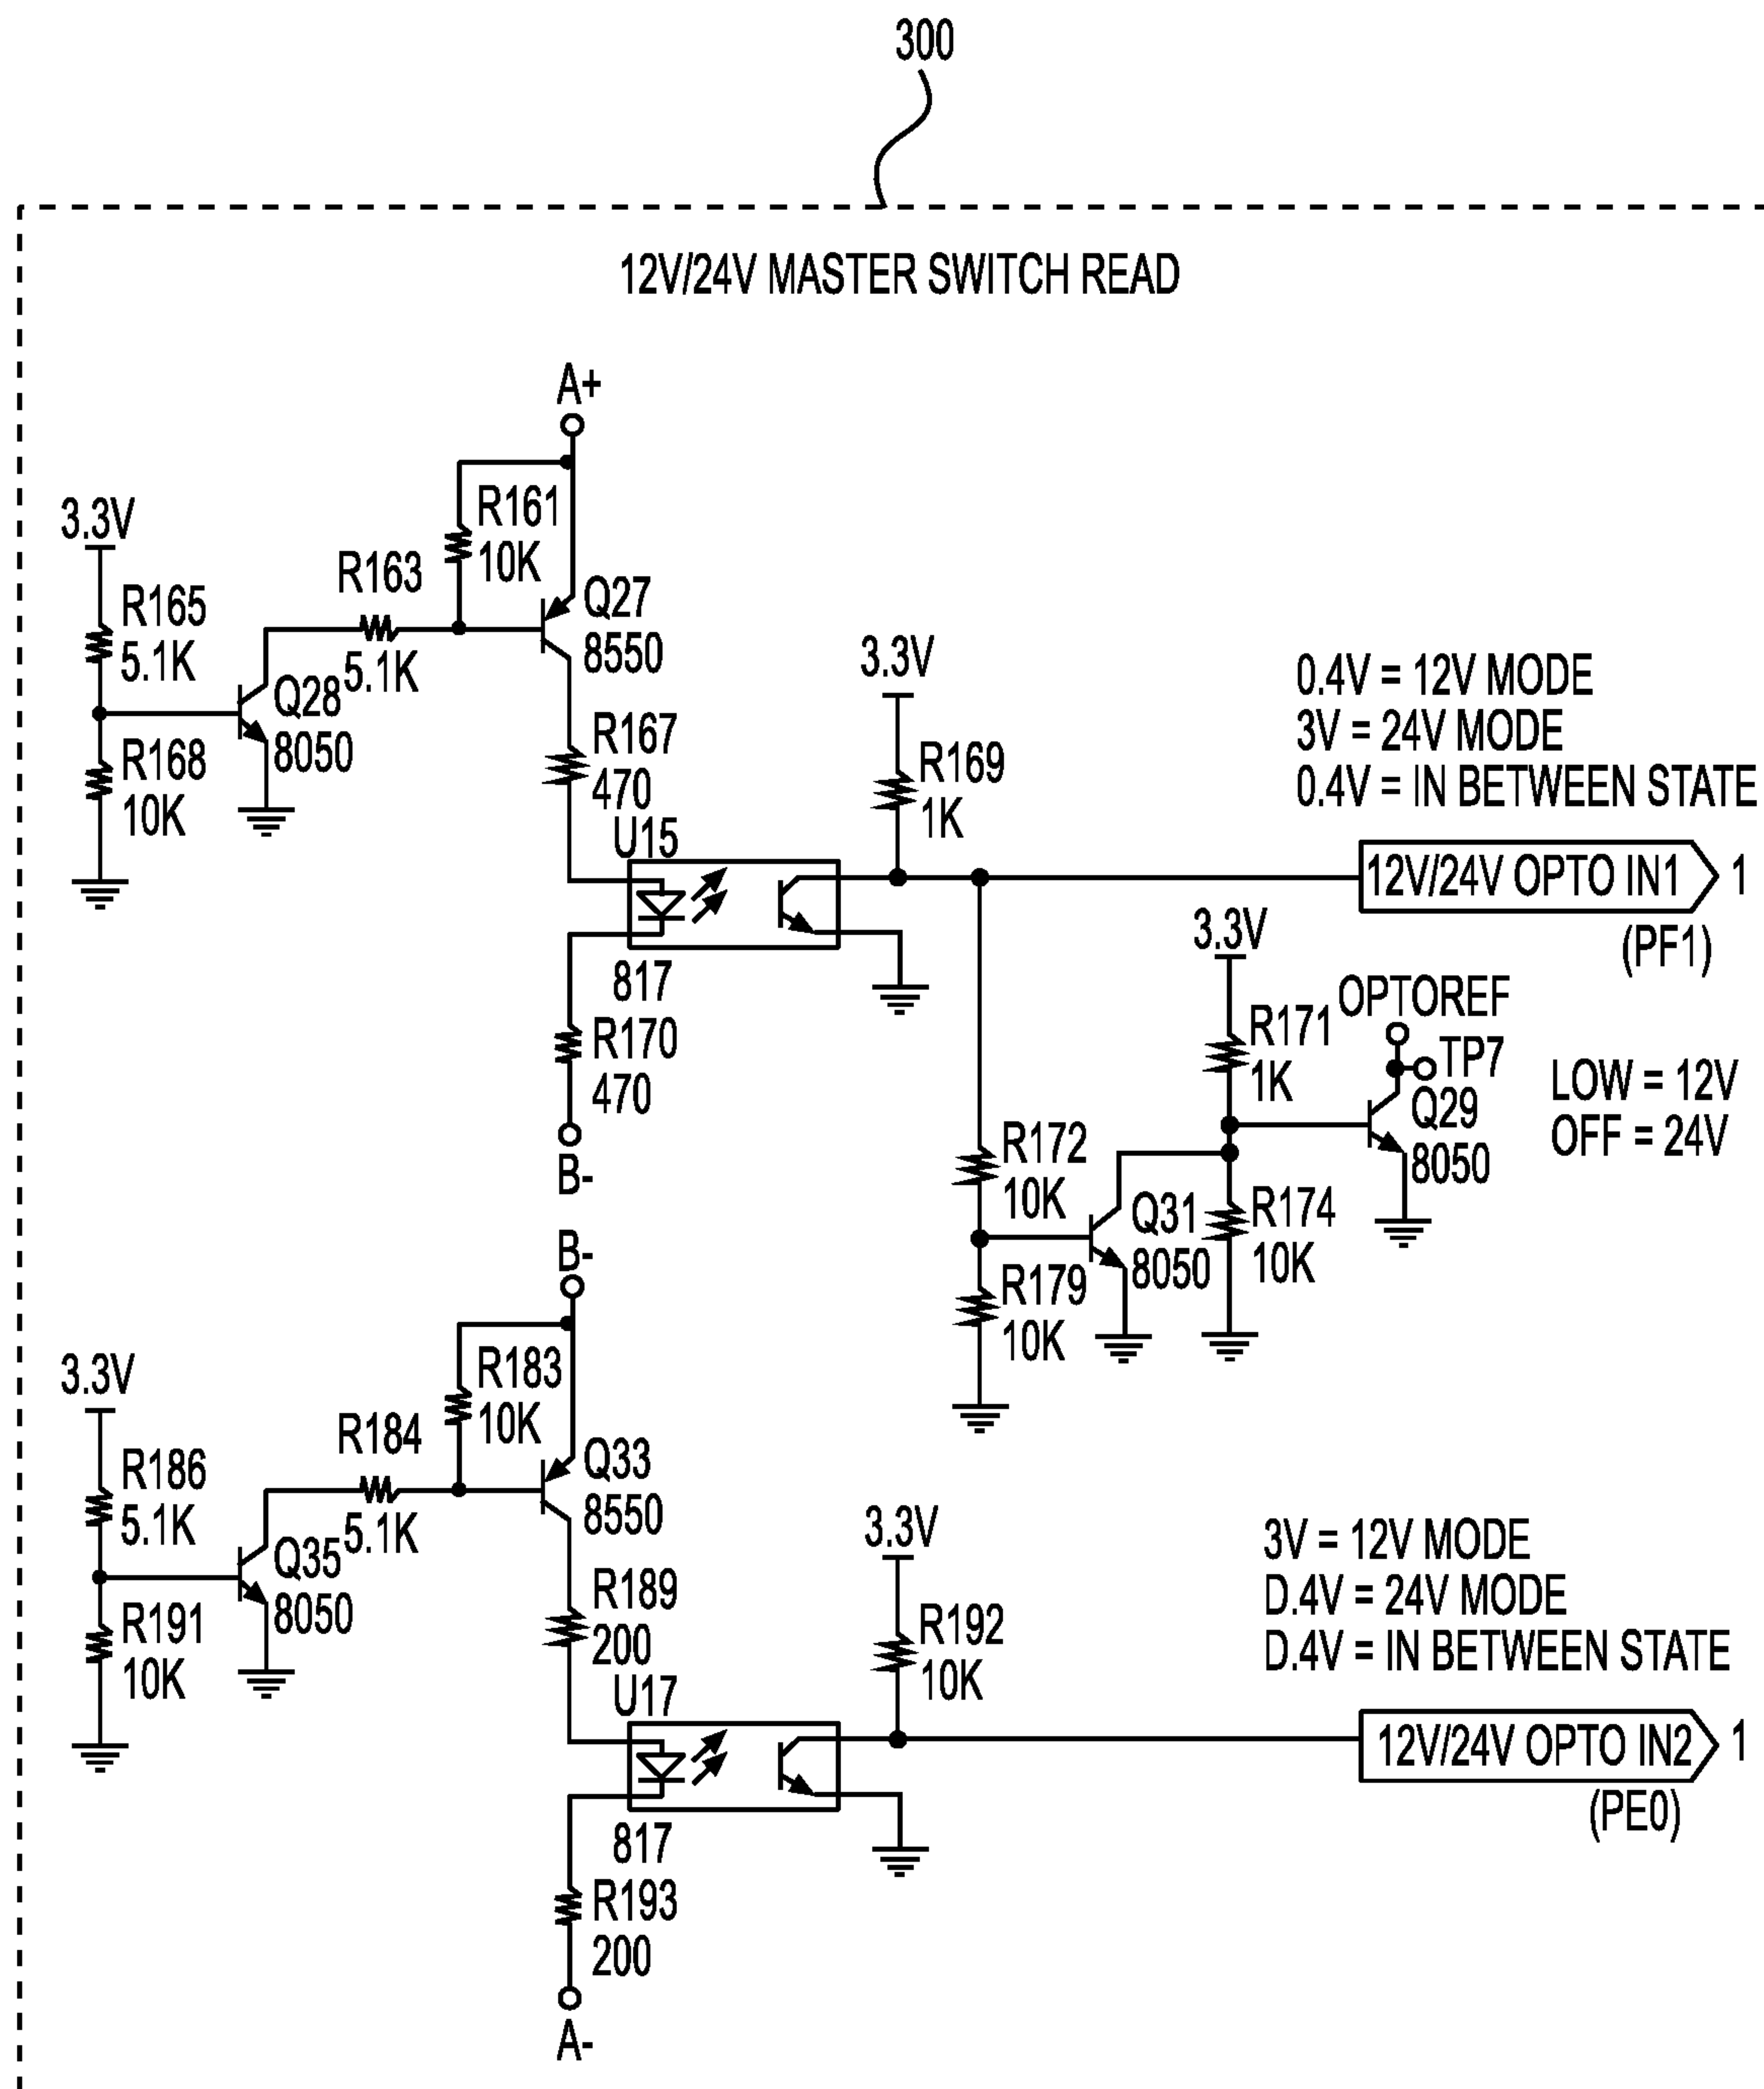 300
12V/24V MASTER SWITCH READ
A+
3.3V
R161
10K
R163
5.1K
Q27
8550
R165
5.1K
Q28
8050
R168
10K
R167
470
U15
817
R170
470
B-
3.3V
R169
1K
0.4V = 12V MODE
3V = 24V MODE
0.4V = IN BETWEEN STATE
12V/24V OPTO IN1
1
(PF1)
3.3V
OPTOREF
R171
1K
TP7
Q29
8050
LOW = 12V
OFF = 24V
R172
10K
Q31
8050
R174
10K
R179
10K
B-
3.3V
R183
10K
R184
5.1K
Q33
8550
R186
5.1K
Q35
8050
R191
10K
R189
200
U17
817
R193
200
A-
3.3V
R192
10K
3V = 12V MODE
D.4V = 24V MODE
D.4V = IN BETWEEN STATE
12V/24V OPTO IN2
1
(PE0)